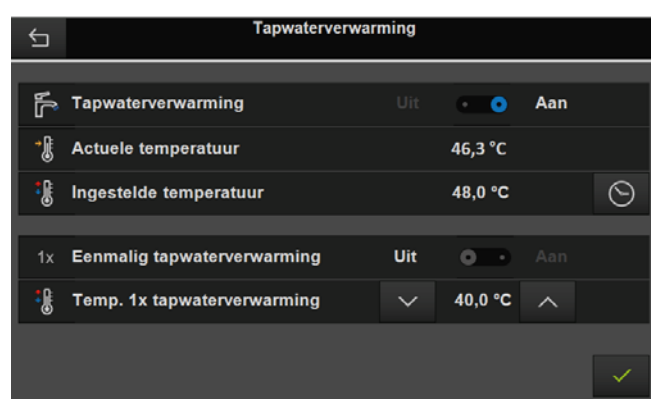 Tapwaterverwarming
Tapwaterverwarming Uit Aan
Actuele temperatuur 46,3 °C
Ingestelde temperatuur 48,0 °C
1x Eenmalig tapwaterverwarming Uit Aan
Temp. 1x tapwaterverwarming 40,0 °C